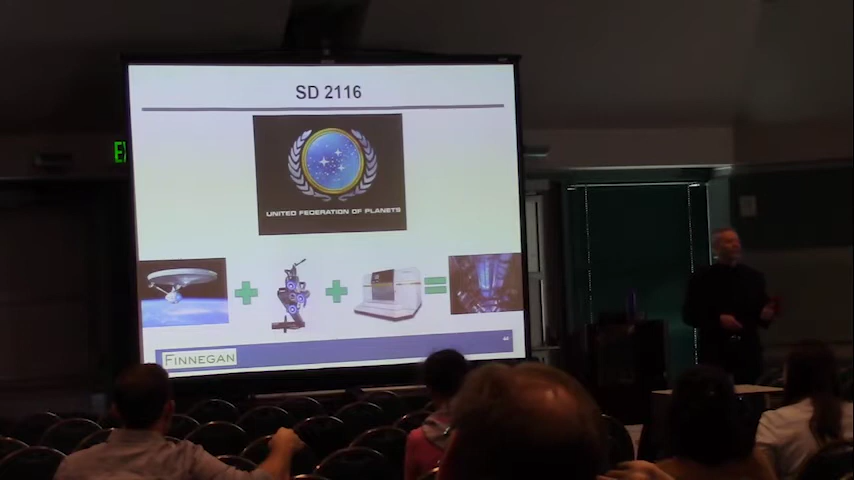 SD 2116
UNITED FEDERATION OF PLANETS
FINNEGAN